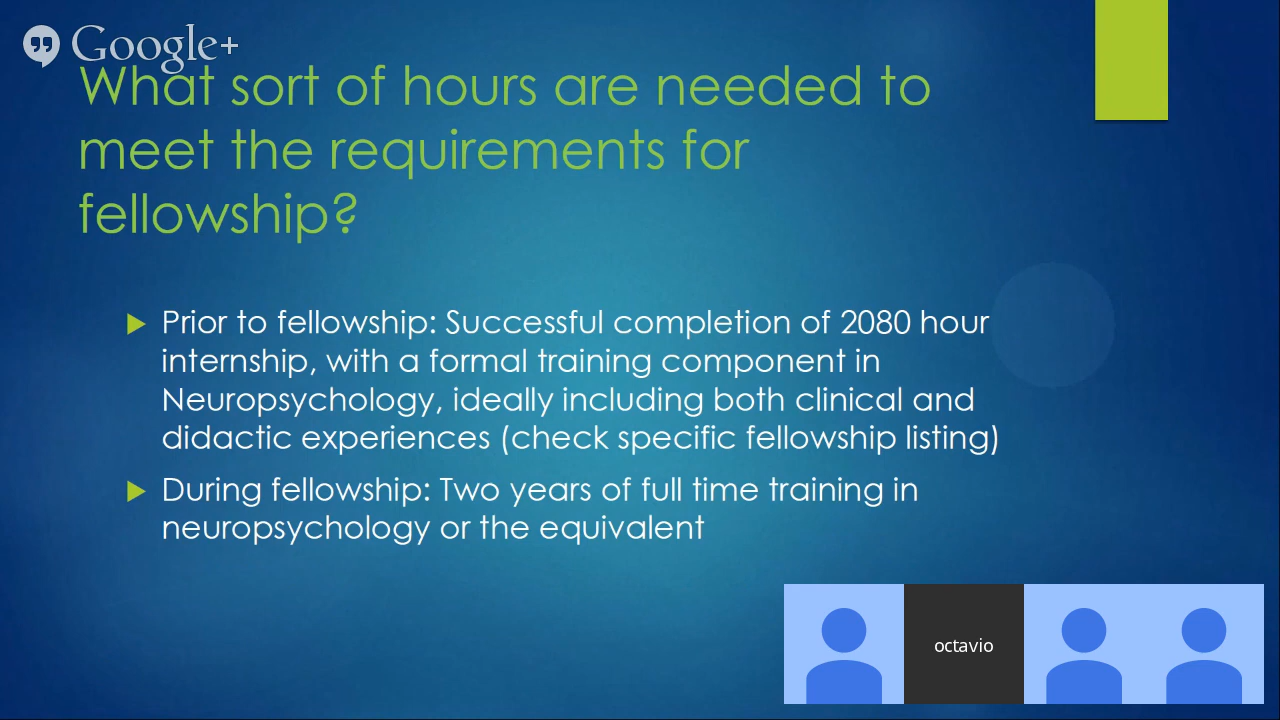 Google+
What sort of hours are needed to
meet the requirements for
fellowship?
Prior to fellowship: Successful completion of 2080 hour
internship, with a formal training component in
Neuropsychology, ideally including both clinical and
didactic experiences (check specific fellowship listing)
During fellowship: Two years of full time training in
neuropsychology or the equivalent
octavio